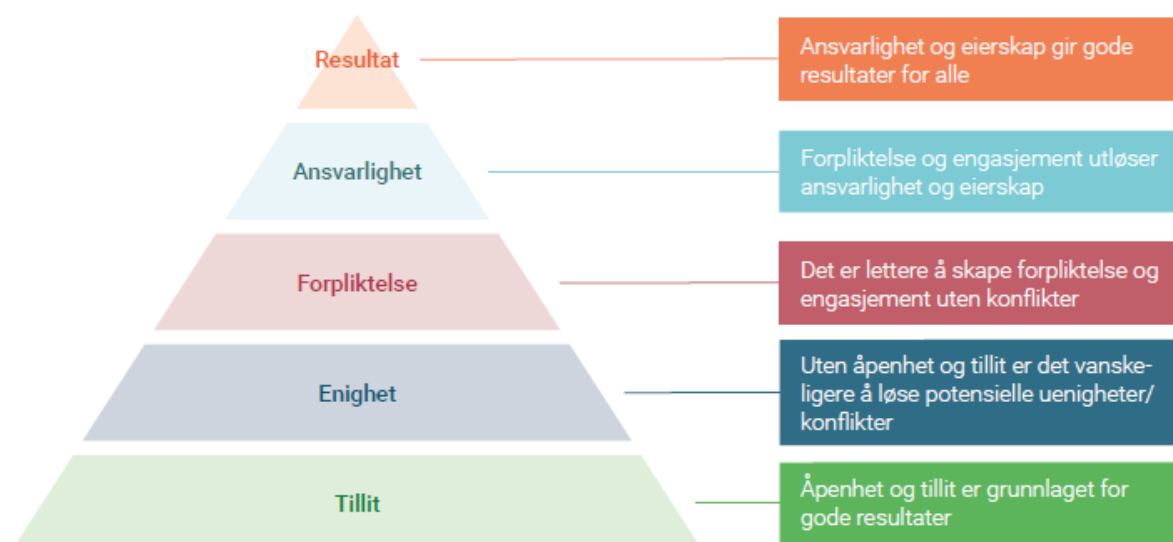 Resultat
Ansvarlighet og eierskap gir gode
resultater for alle
Ansvarlighet
Forpliktelse og engasjement utløser
ansvarlighet og eierskap
Forpliktelse
Det er lettere å skape forpliktelse og
engasjement uten konflikter
Enighet
Uten åpenhet og tillit er det vanske-
ligere å løse potensielle uenigheter/
konflikter
Tillit
Åpenhet og tillit er grunnlaget for
gode resultater